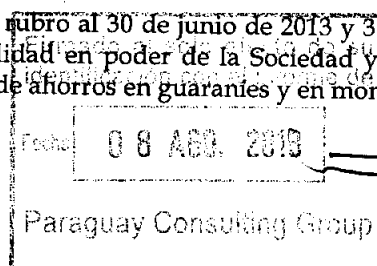 rubro al 30 de junio de 2013 y 3
lidad en poder de la Sociedad y
de ahorros en guaraníes y en mon
Fecha
08 AGO. 2013
Paraguay Consulting Group